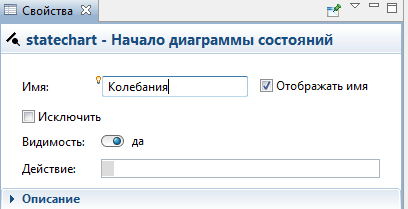 Свойства
statechart - Начало диаграммы состояний
Имя: Колебания Отображать имя
Исключить
Видимость: да
Действие:
Описание